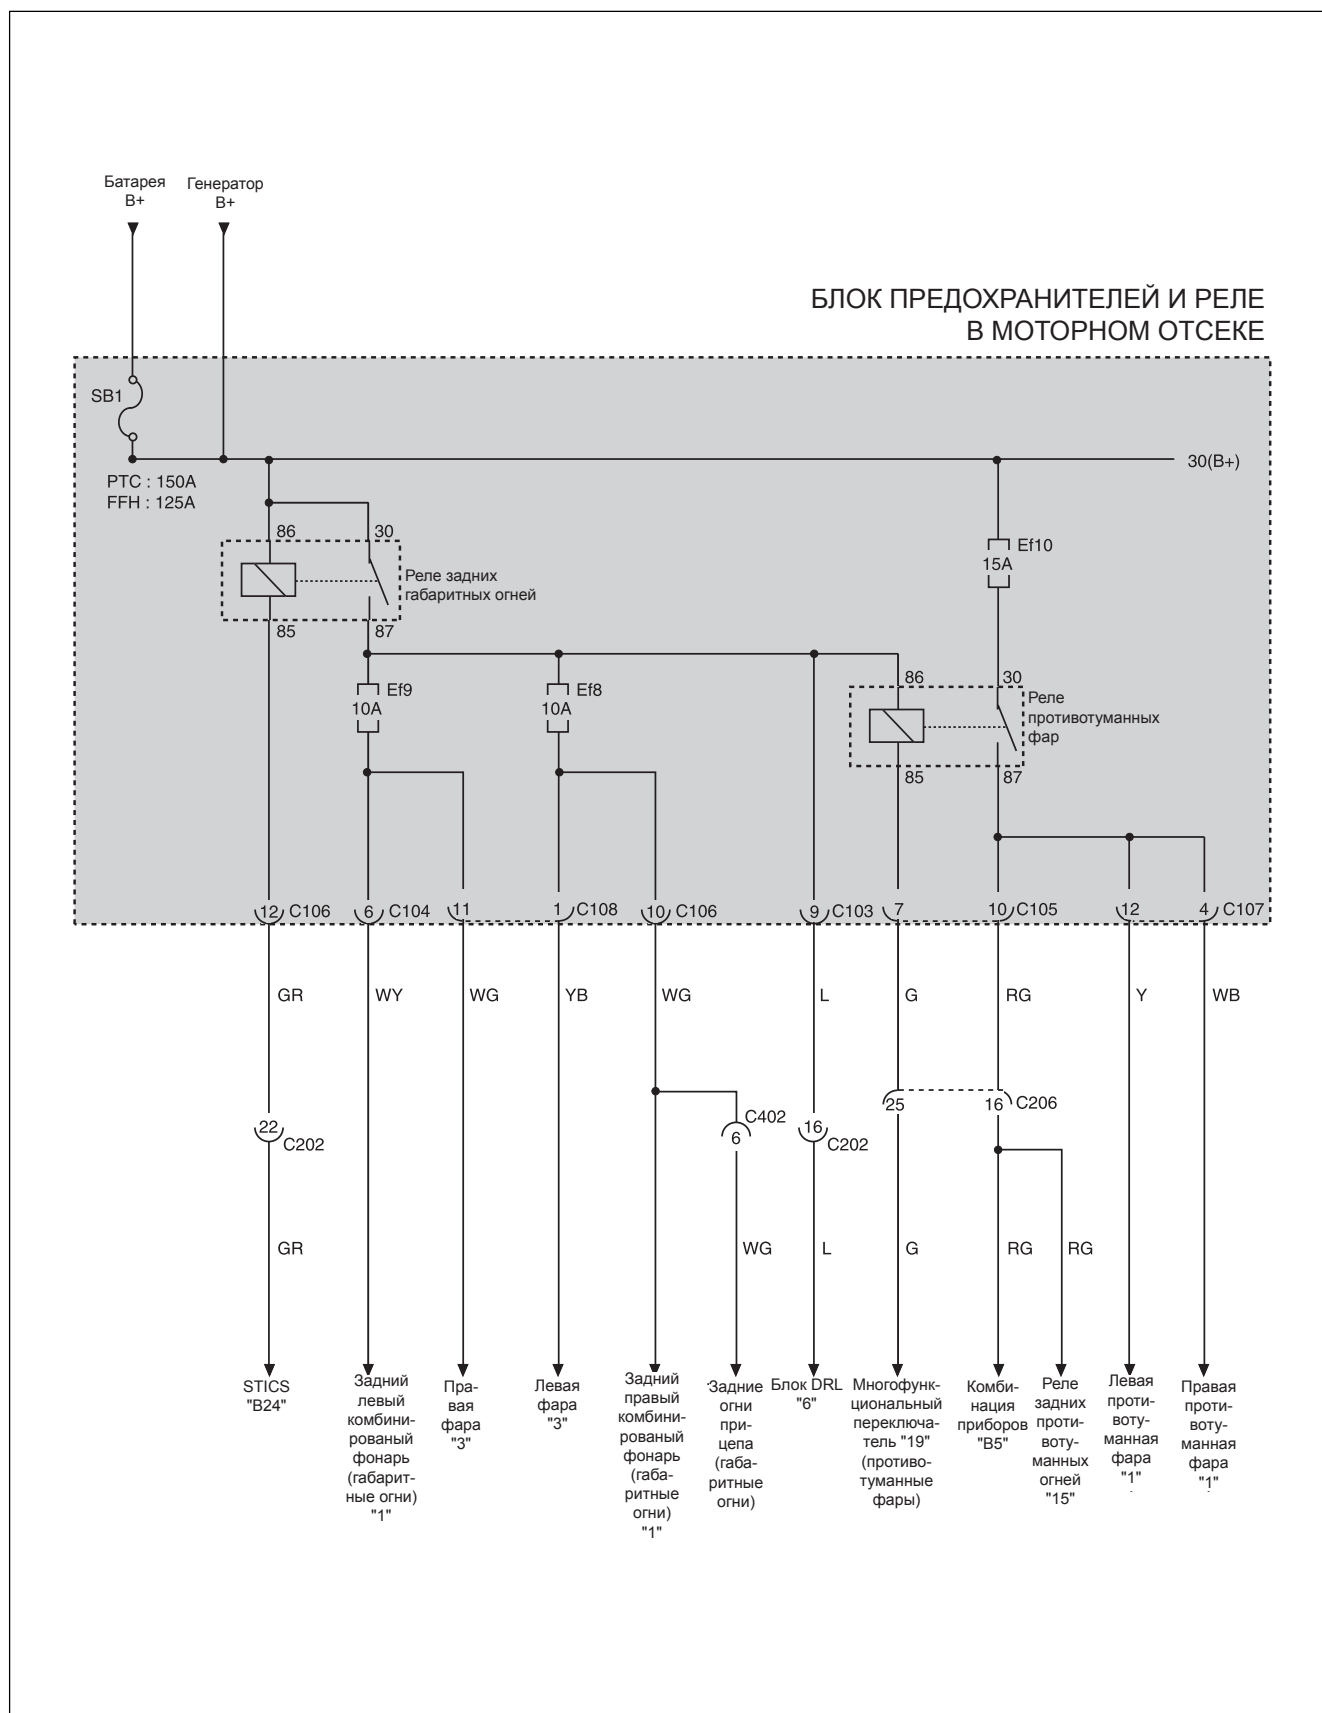 Батарея
B+
Генератор
B+
БЛОК ПРЕДОХРАНИТЕЛЕЙ И РЕЛЕ
В МОТОРНОМ ОТСЕКЕ
SB1
30(B+)
PTC : 150A
FFH : 125A
86
30
Ef10
15A
Реле задних
габаритных огней
85
87
86
30
Ef9
10A
Ef8
10A
Реле
противотуманных
фар
85
87
12
C106
6
C104
11
1
C108
10
C106
9
C103
7
10
C105
12
4
C107
GR
WY
WG
YB
WG
L
G
RG
Y
WB
25
16
C206
C402
6
22
C202
16
C202
GR
WG
L
G
RG
RG
STICS
"B24"
Задний
левый
комбини-
рованый
фонарь
(габарит-
ные огни)
"1"
Пра-
вая
фара
"3"
Левая
фара
"3"
Задний
правый
комбини-
рованый
фонарь
(габа-
ритные
огни)
"1"
Задние
огни
при-
цепа
(габа-
ритные
огни)
Блок DRL
"6"
Многофунк-
циональный
переключа-
тель "19"
(противо-
туманные
фары)
Комби-
нация
приборов
"B5"
Реле
задних
проти-
воту-
манных
огней
"15"
Левая
проти-
воту-
манная
фара
"1"
Правая
проти-
воту-
манная
фара
"1"